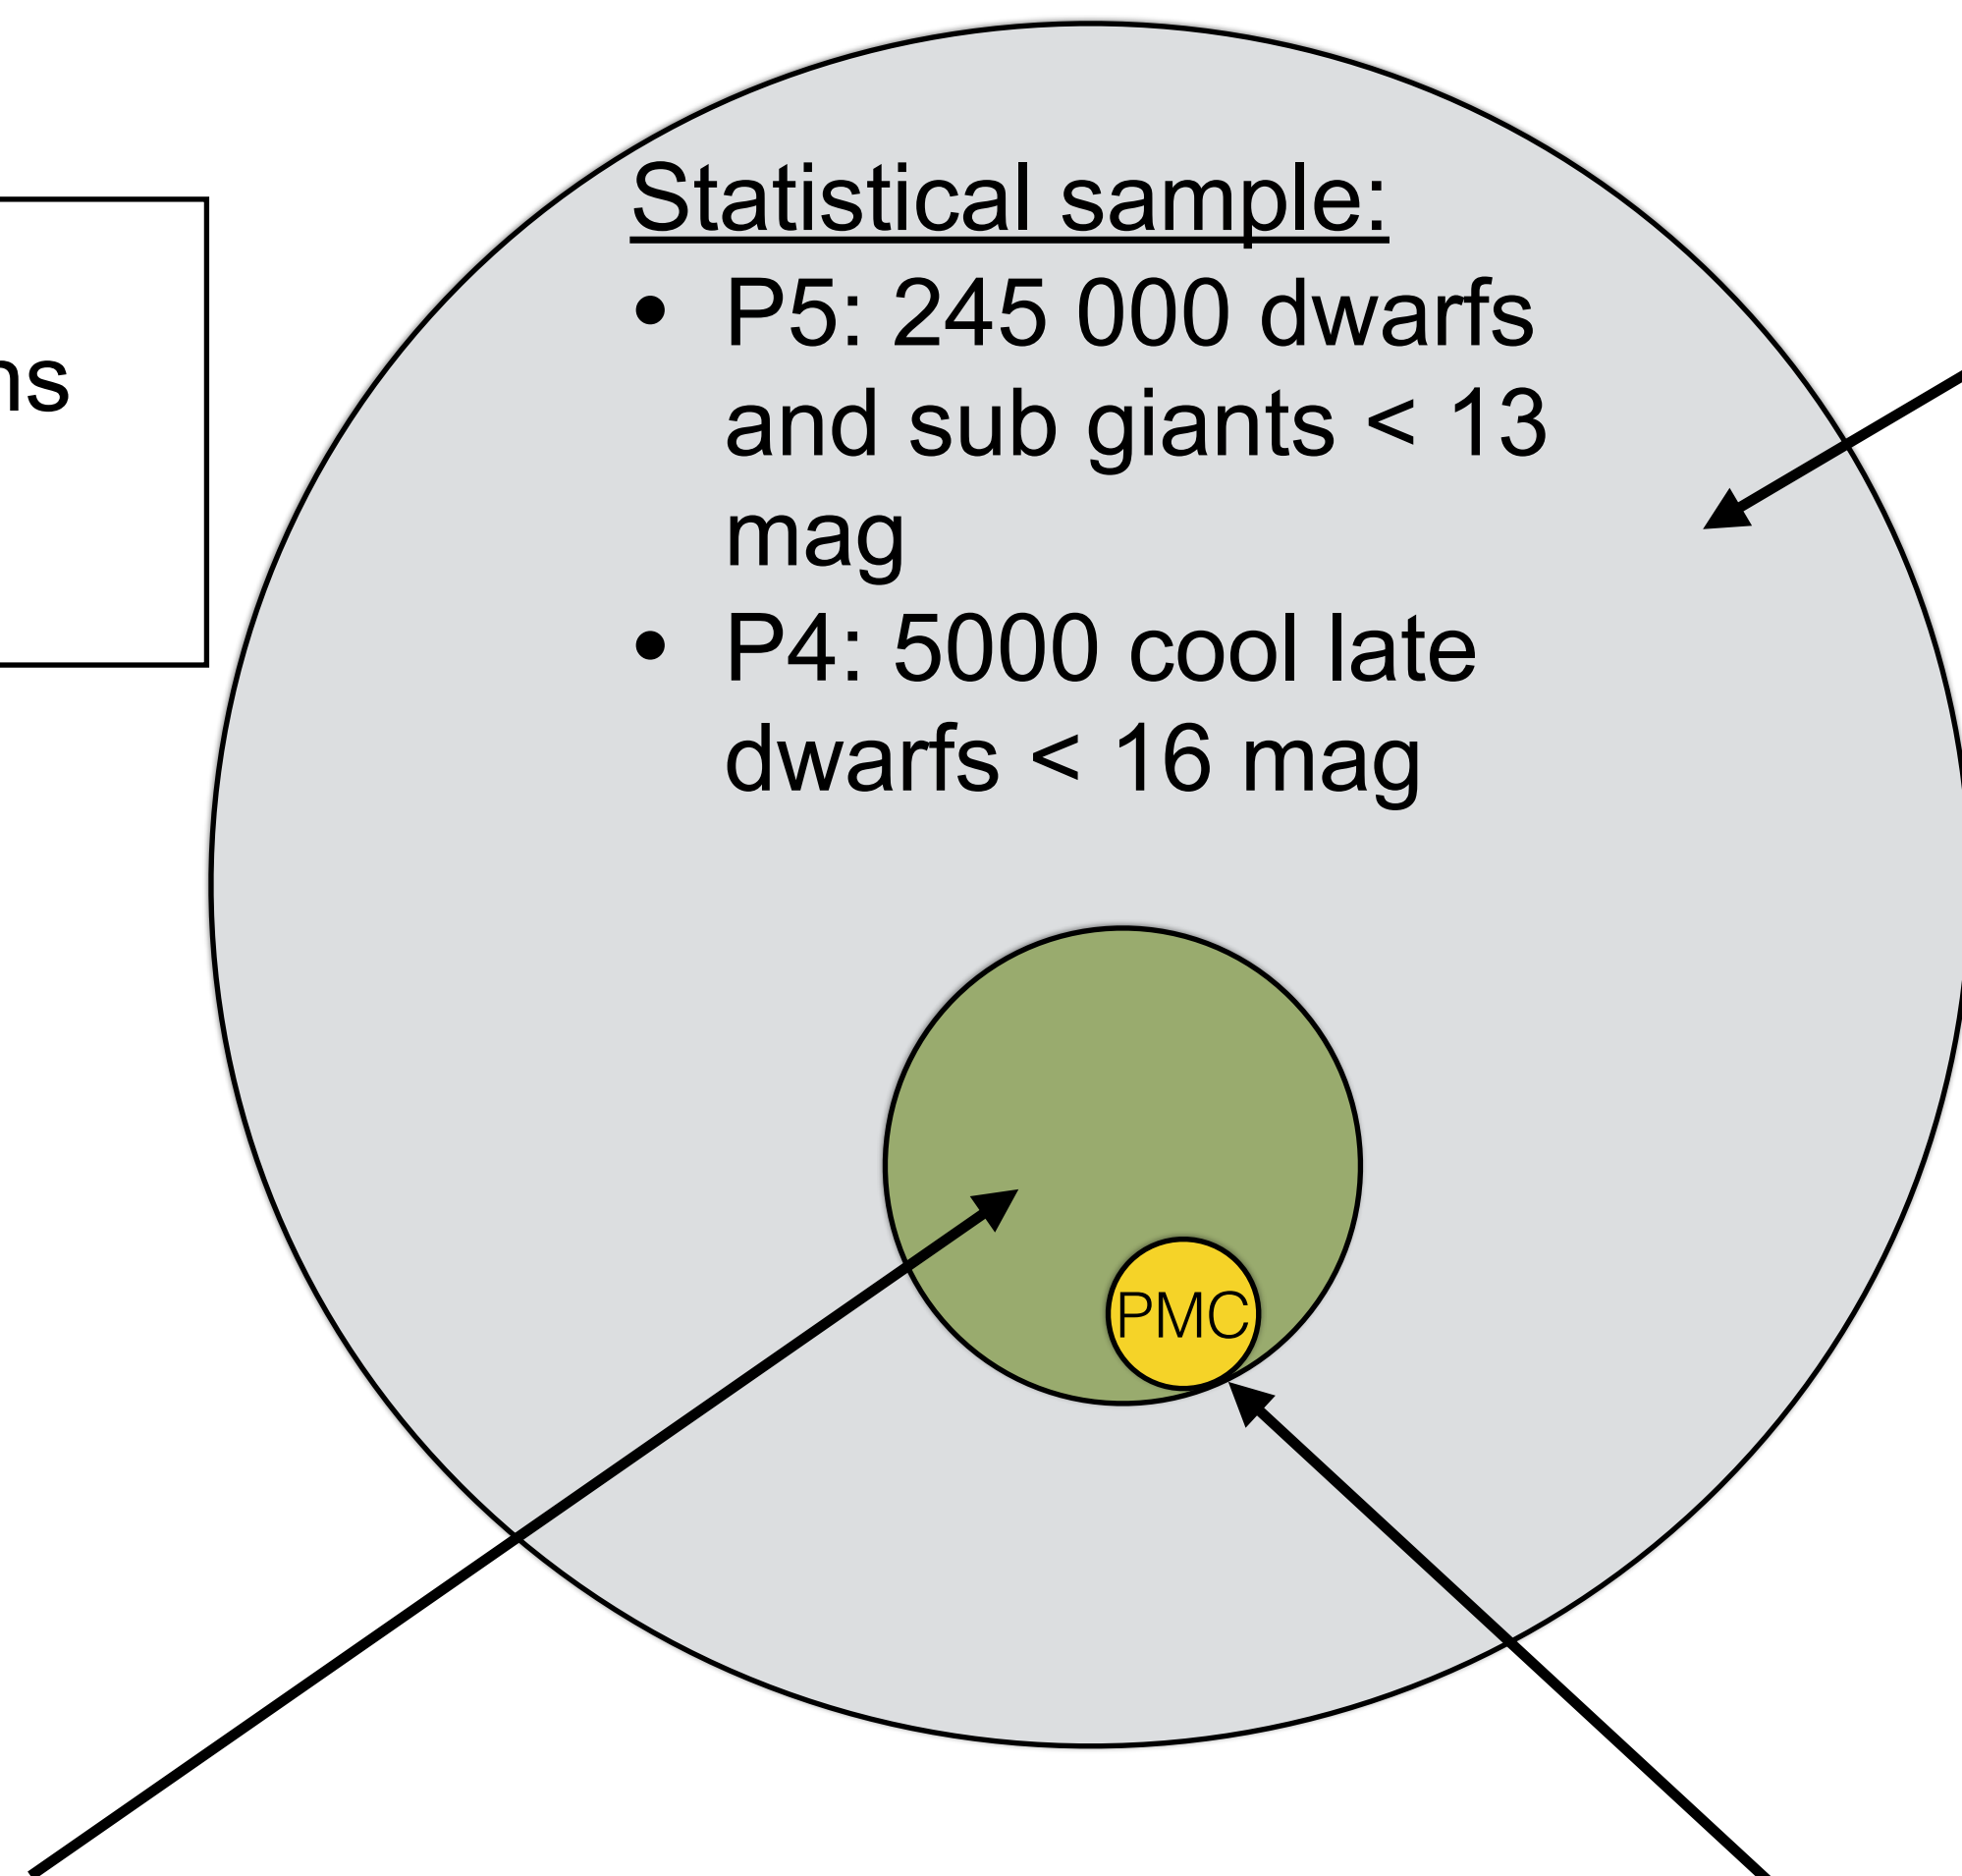 Statistical sample:
• P5: 245 000 dwarfs
and sub giants < 13
mag
• P4: 5000 cool late
dwarfs < 16 mag
PMC